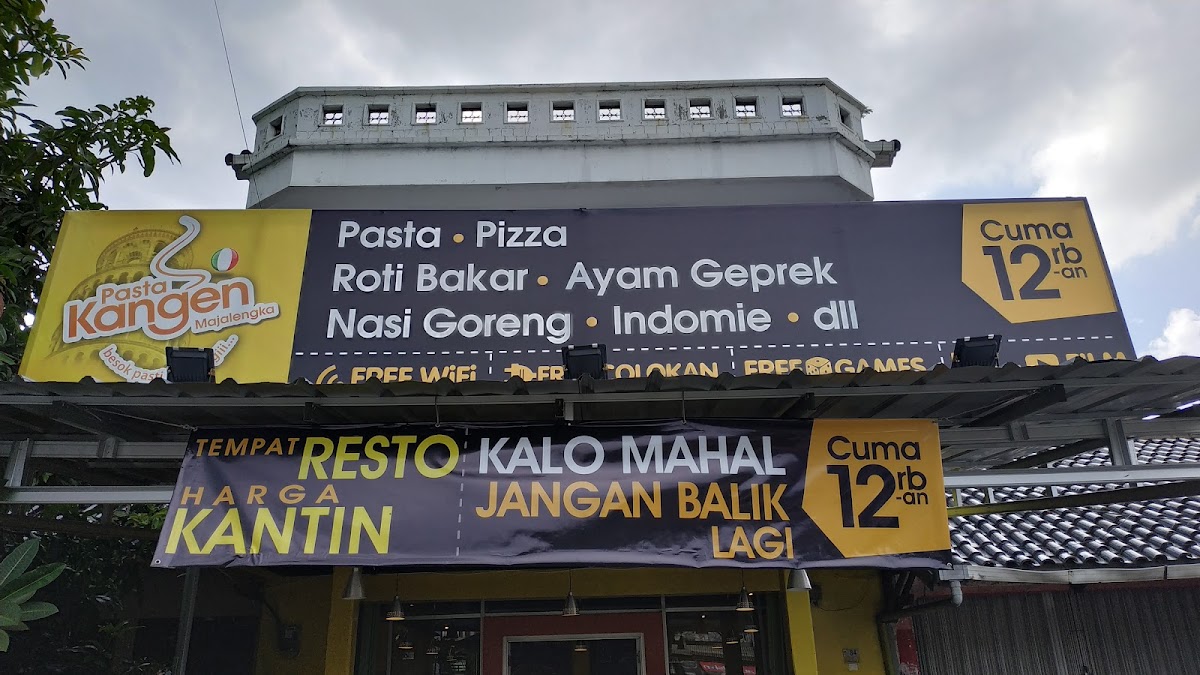 Pasta
Kangen
Majalengka
Pasta • Pizza
Roti Bakar • Ayam Geprek
Nasi Goreng • Indomie • dll
Cuma
12rb
-an
FREE WiFi
COLOKAN
FREE GAMES
FILM
TEMPAT RESTO
HARGA
KANTIN
KALO MAHAL
JANGAN BALIK
LAGI
Cuma
12rb
-an